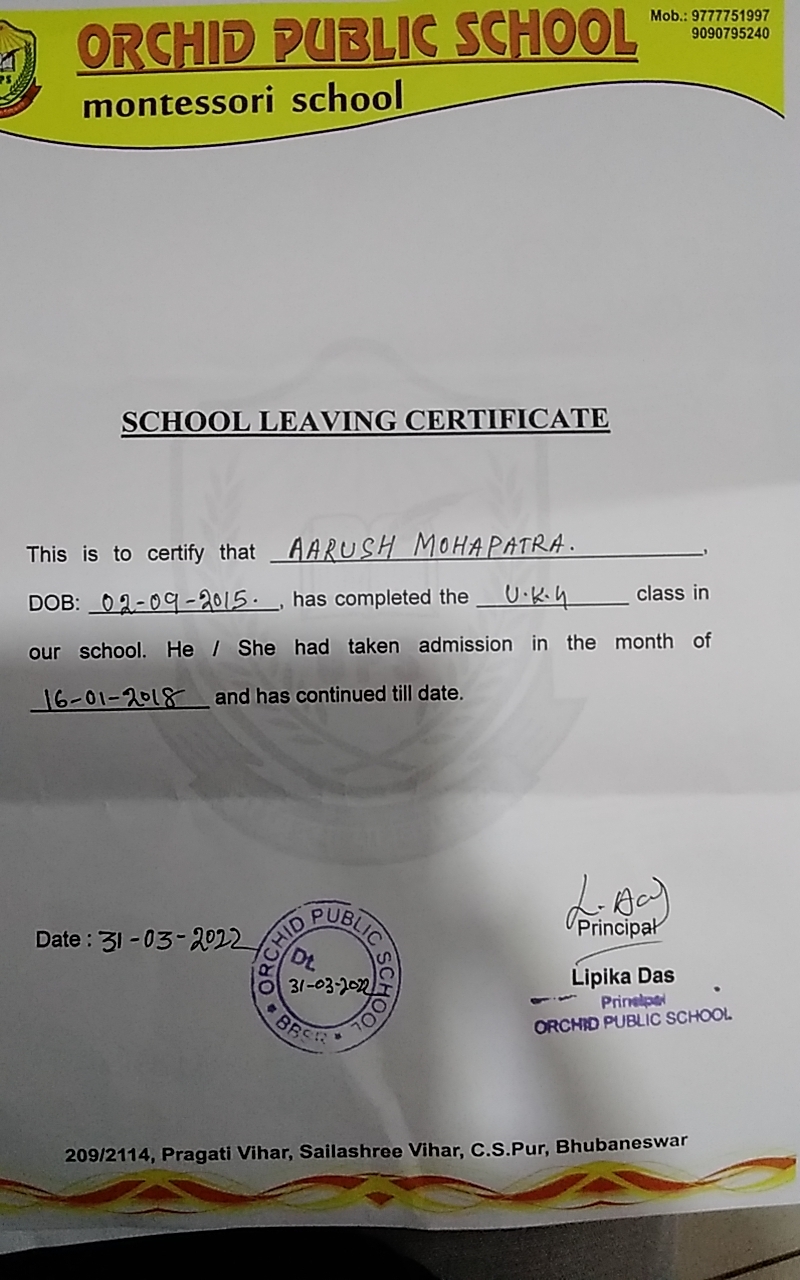 ORCHID PUBLIC SCHOOL
Mob.: 9777751997
9090795240
montessori school
SCHOOL LEAVING CERTIFICATE
This is to certify that AARUSH MOHAPATRA. ,
DOB: 02-09-2015. , has completed the U.K.G class in
our school. He / She had taken admission in the month of
16-01-2018 and has continued till date.
Date : 31-03-2022
ORCHID PUBLIC SCHOOL
Dt
31-03-2022
* BBSR *
L. Das
Principal
Lipika Das
Principal
ORCHID PUBLIC SCHOOL
209/2114, Pragati Vihar, Sailashree Vihar, C.S.Pur, Bhubaneswar